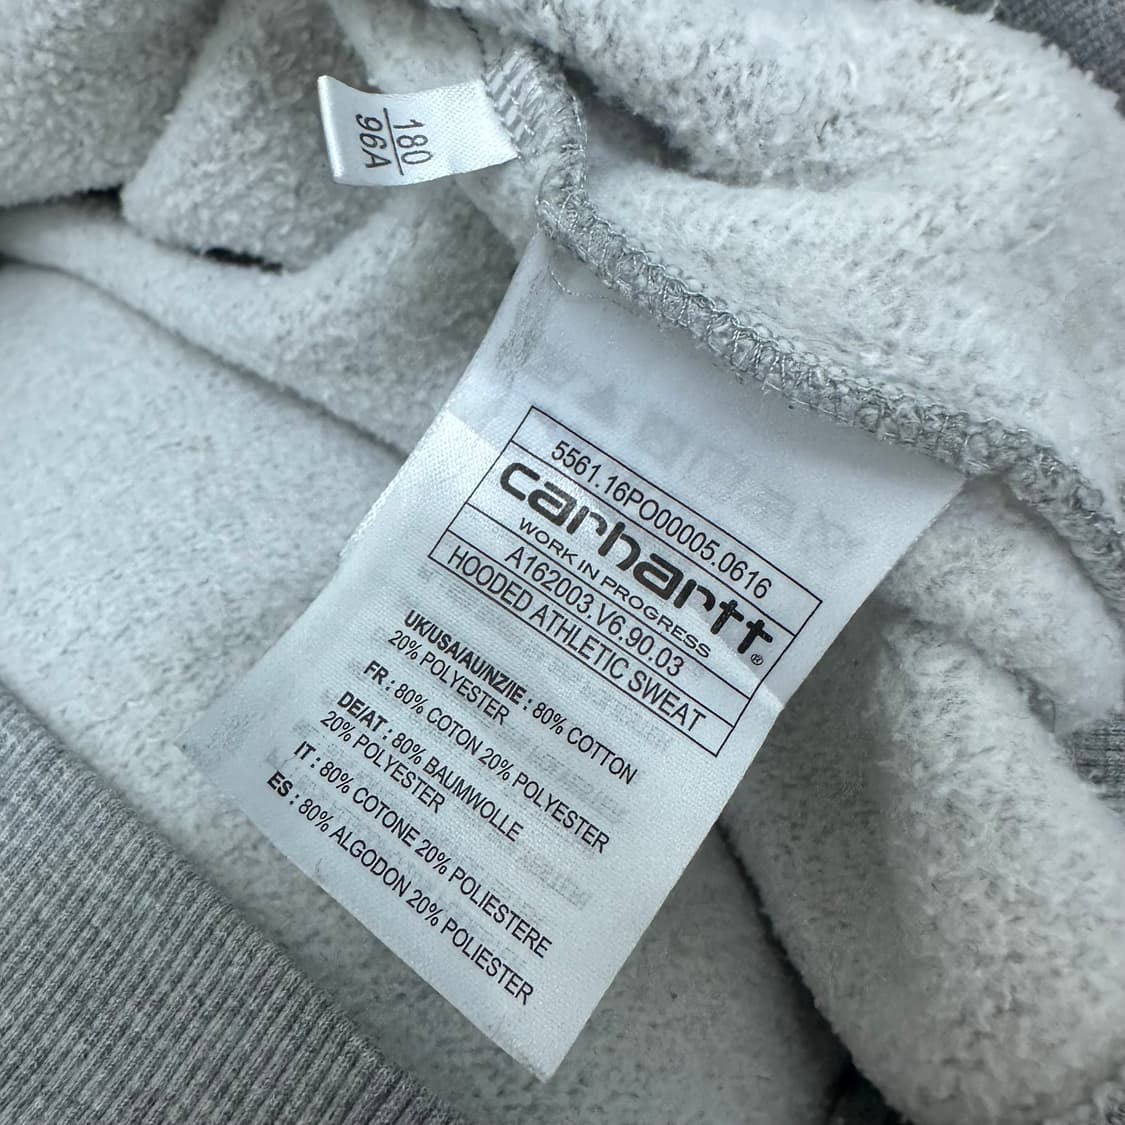 180
96A
5561.16PO00005.0616
carhartt®
WORK IN PROGRESS
A162003.V6.90.03
HOODED ATHLETIC SWEAT
UK/USA/AU/NZ/IE : 80% COTTON
20% POLYESTER
FR : 80% COTON 20% POLYESTER
DE/AT : 80% BAUMWOLLE
20% POLYESTER
IT : 80% COTONE 20% POLIESTERE
ES : 80% ALGODON 20% POLIESTER